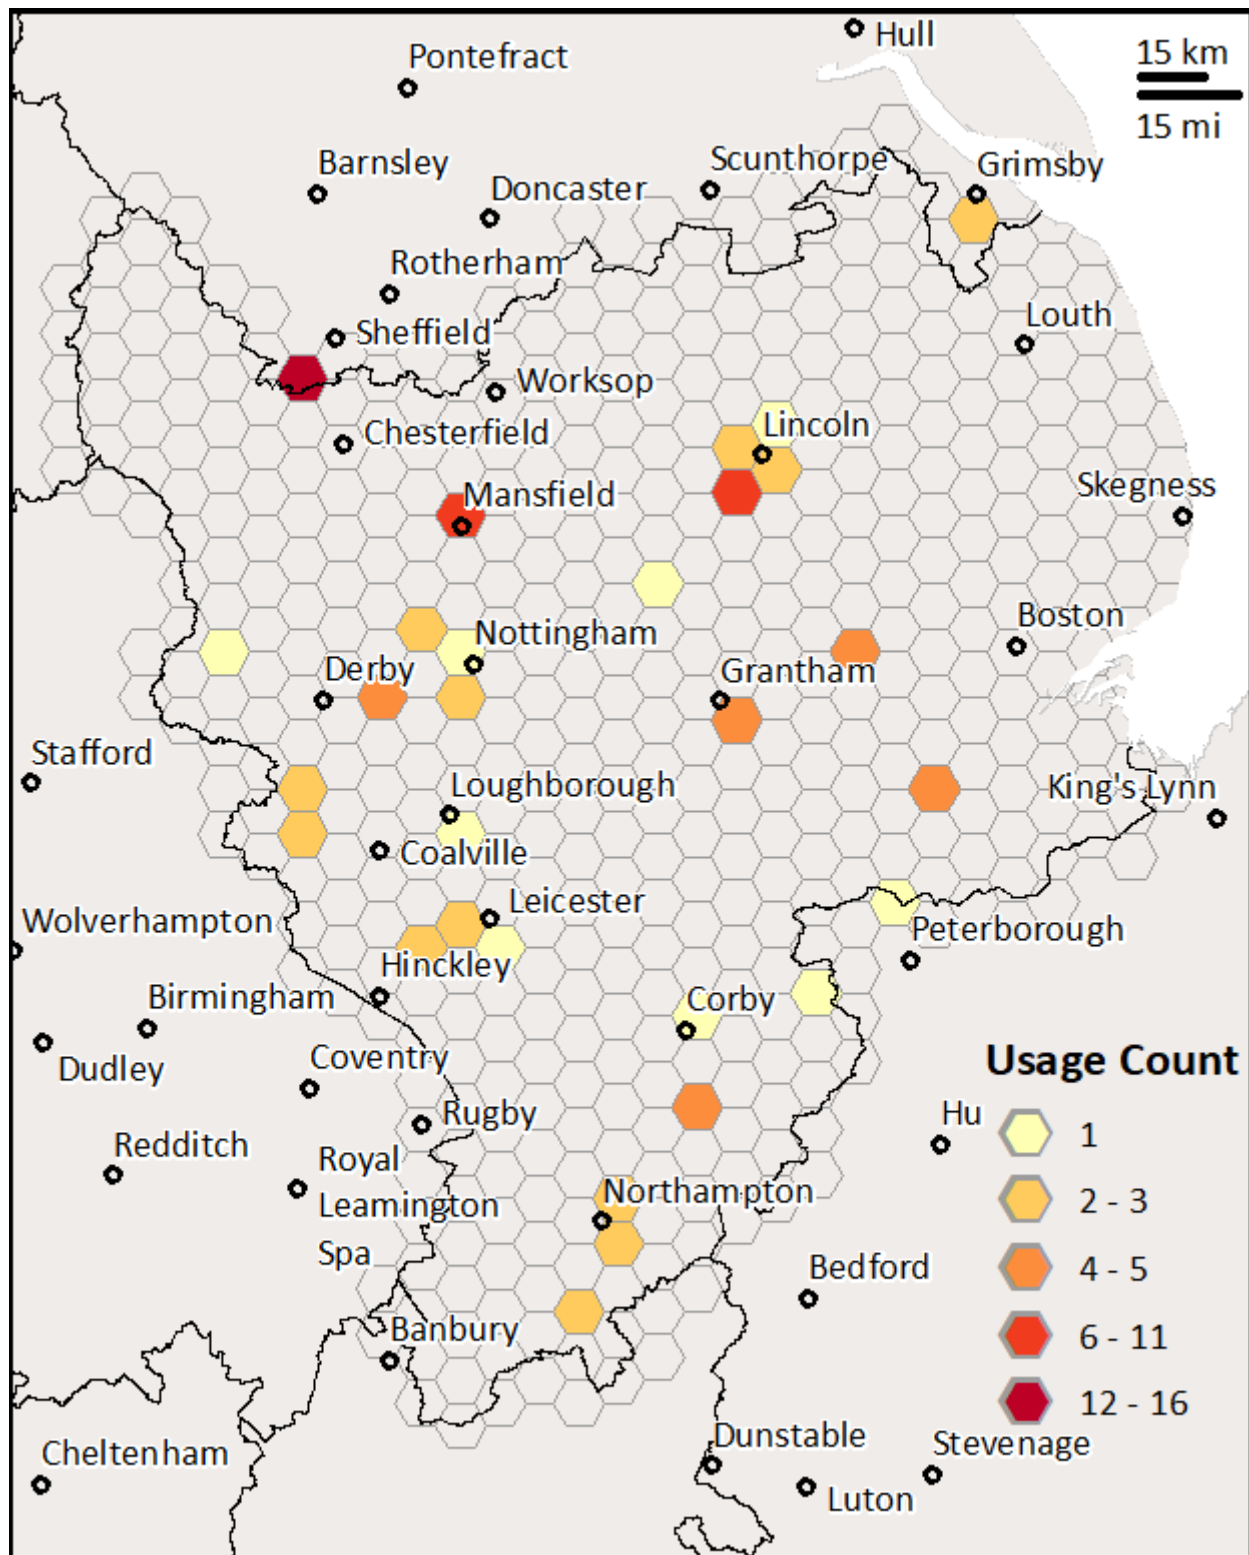 Hull
15 km
15 mi
Pontefract
Barnsley
Scunthorpe
Grimsby
Doncaster
Rotherham
Sheffield
Louth
Worksop
Chesterfield
Lincoln
Mansfield
Skegness
Nottingham
Boston
Derby
Grantham
Stafford
Loughborough
King's Lynn
Coalville
Leicester
Wolverhampton
Peterborough
Hinckley
Birmingham
Corby
Dudley
Coventry
Usage Count
Rugby
Hu
1
Redditch
Royal
Leamington
Spa
Northampton
2 - 3
Bedford
4 - 5
Banbury
6 - 11
12 - 16
Cheltenham
Dunstable
Stevenage
Luton